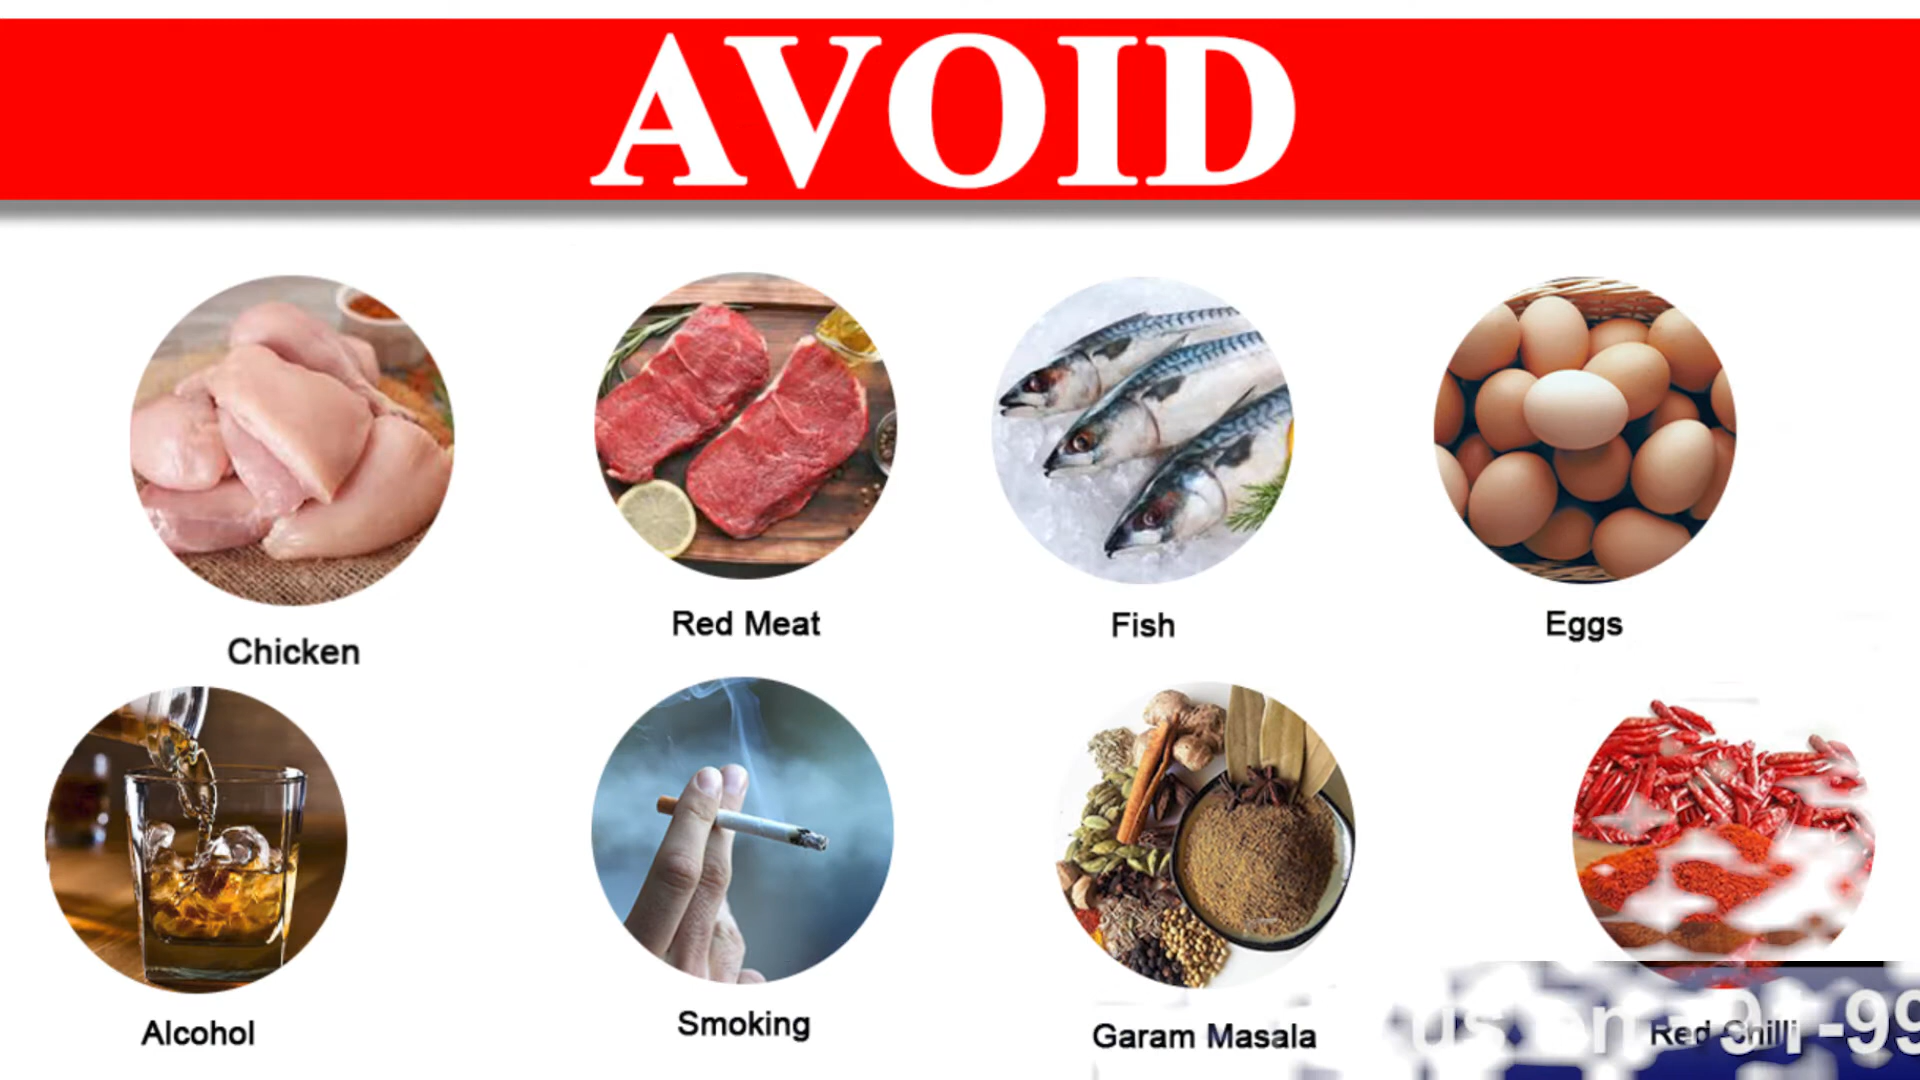 AVOID
Chicken
Red Meat
Fish
Eggs
Alcohol
Smoking
Garam Masala
Red Chilli